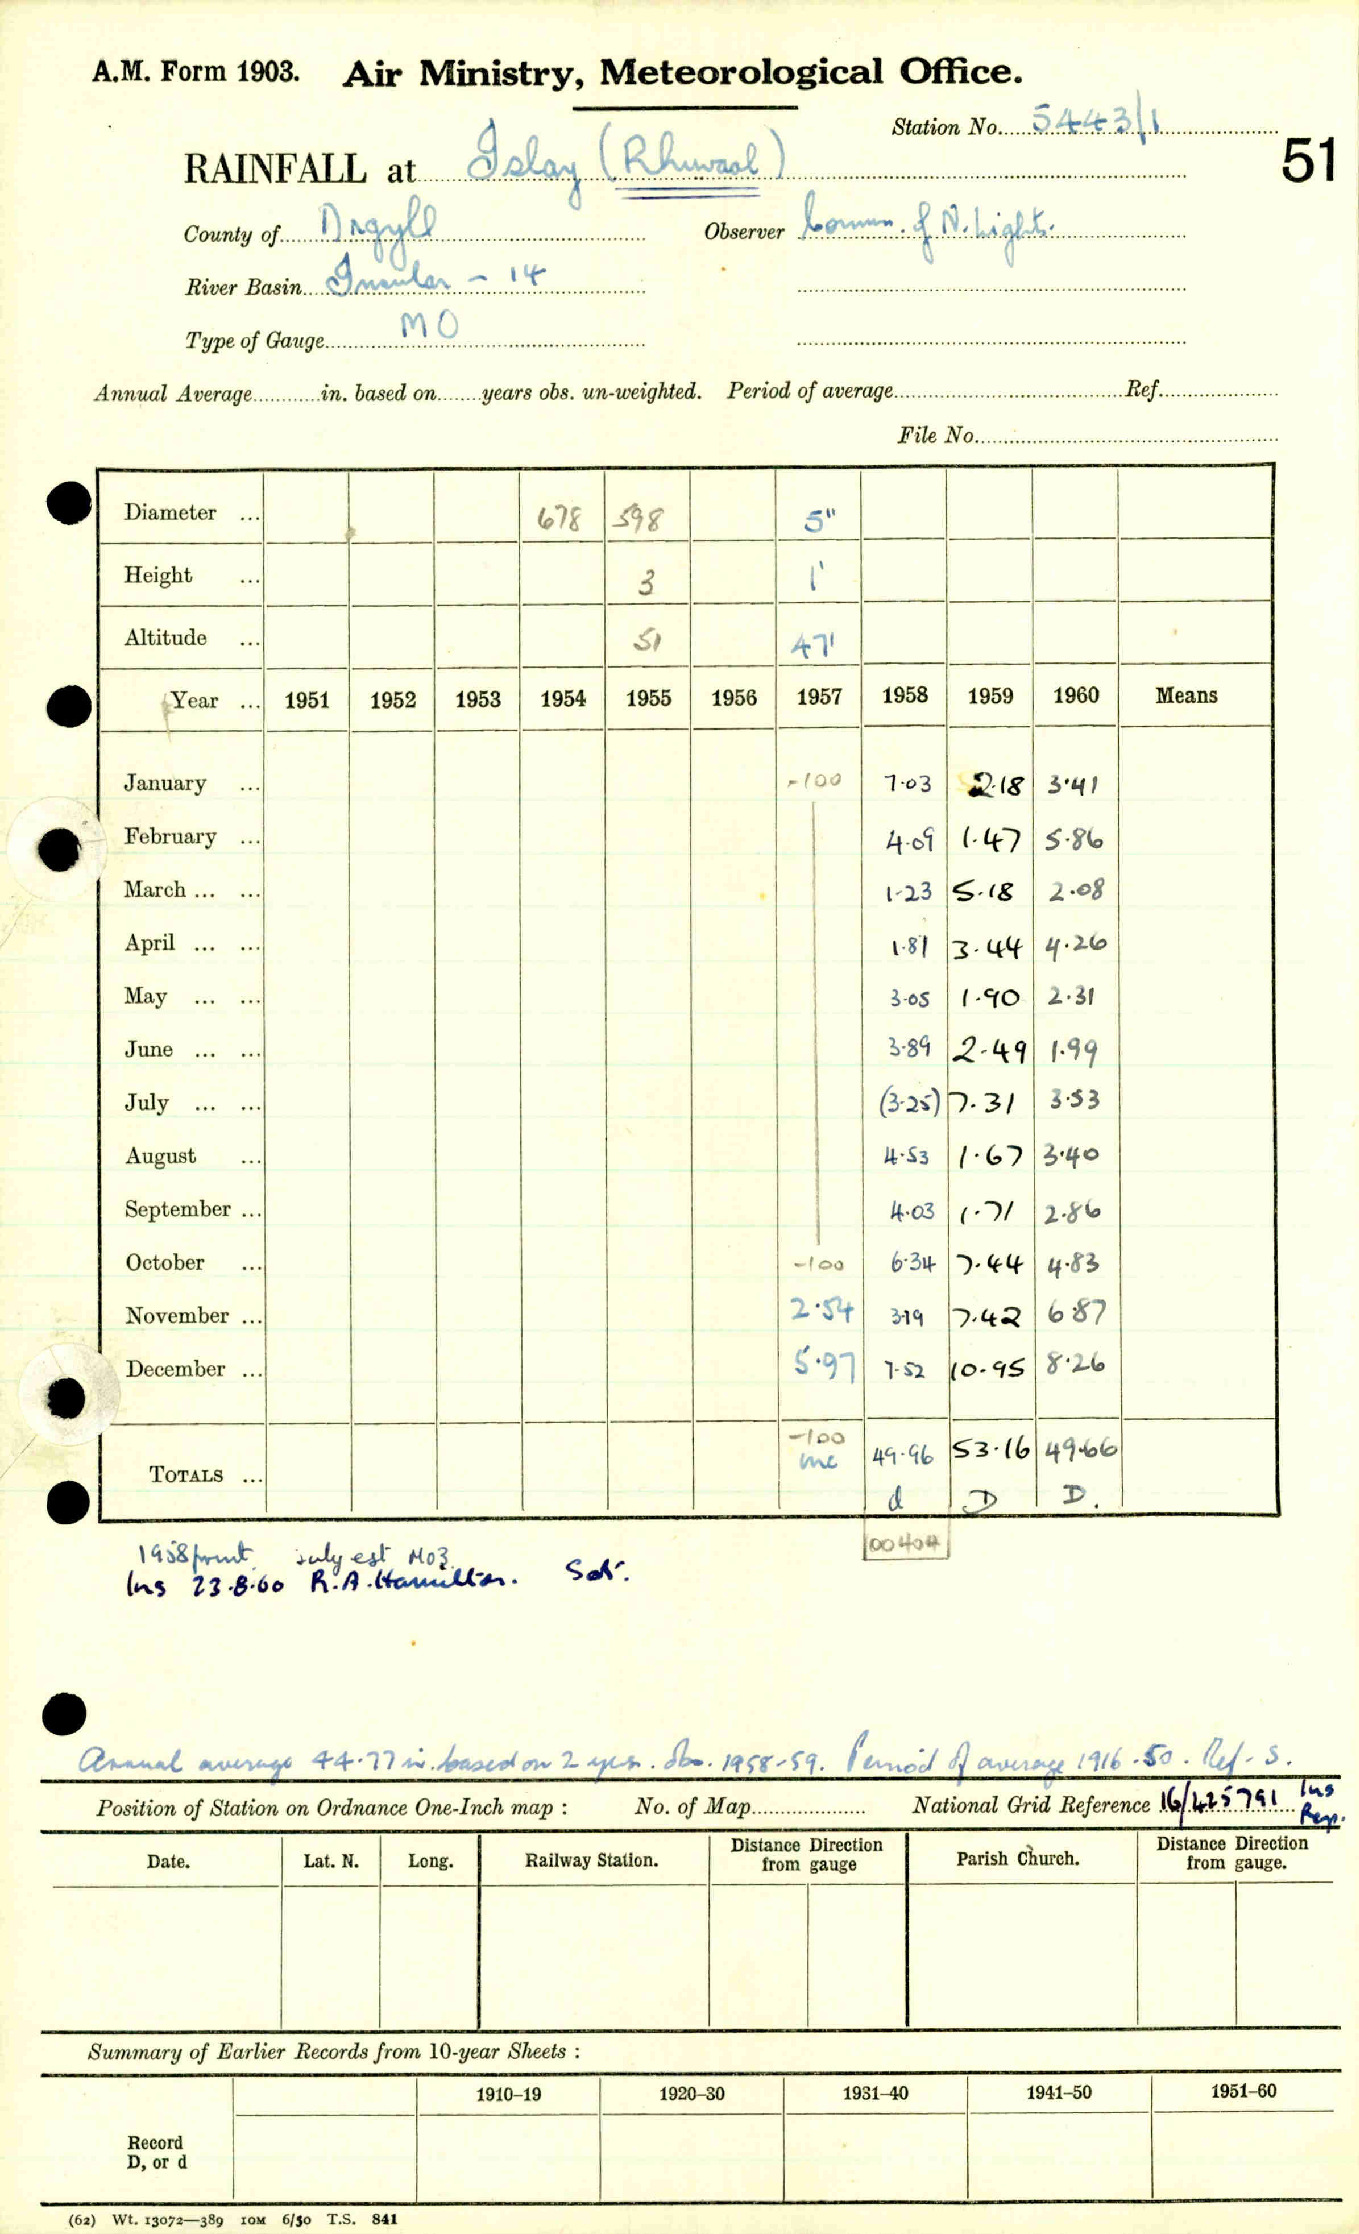 A.M. Form 1903. Air Ministry, Meteorological Office.
Station No. 5443/1
51
RAINFALL at Islay (Rhuvaal)
County of Argyll Observer Comm. of N. Lights.
River Basin Insular - 14
Type of Gauge MO
Annual Average in. based on years obs. un-weighted. Period of average Ref.
File No.
Diameter ... 678 598 5"
Height ... 3 1'
Altitude ... 51 47'
Year ... 1951 1952 1953 1954 1955 1956 1957 1958 1959 1960 Means
January ... -100 7.03 2.18 3.41
February ... 4.09 1.47 5.86
March ... ... 1.23 5.18 2.08
April ... ... 1.81 3.44 4.26
May ... ... 3.05 1.90 2.31
June ... ... 3.89 2.49 1.99
July ... ... (3.25) 7.31 3.53
August ... 4.53 1.67 3.40
September ... 4.03 1.71 2.86
October ... -100 6.34 7.44 4.83
November ... 2.54 3.19 7.42 6.87
December ... 5.97 7.52 10.95 8.26
-100
TOTALS ... inc 49.96 53.16 49.66
d D D.
00404
1958 print July est MO3.
Ins 23.8.60 R.A. Hamilton. Sat.
Annual average 44.77 in. based on 2 yrs. obs. 1958-59. Period of average 1916-50. Ref - S.
Position of Station on Ordnance One-Inch map : No. of Map National Grid Reference 16/425791 Ins
Rep.
Date. Lat. N. Long. Railway Station. Distance Direction from gauge Parish Church. Distance Direction from gauge.
Summary of Earlier Records from 10-year Sheets :
1910-19 1920-30 1931-40 1941-50 1951-60
Record
D, or d
(62) Wt. 13072—389 10M 6/50 T.S. 841